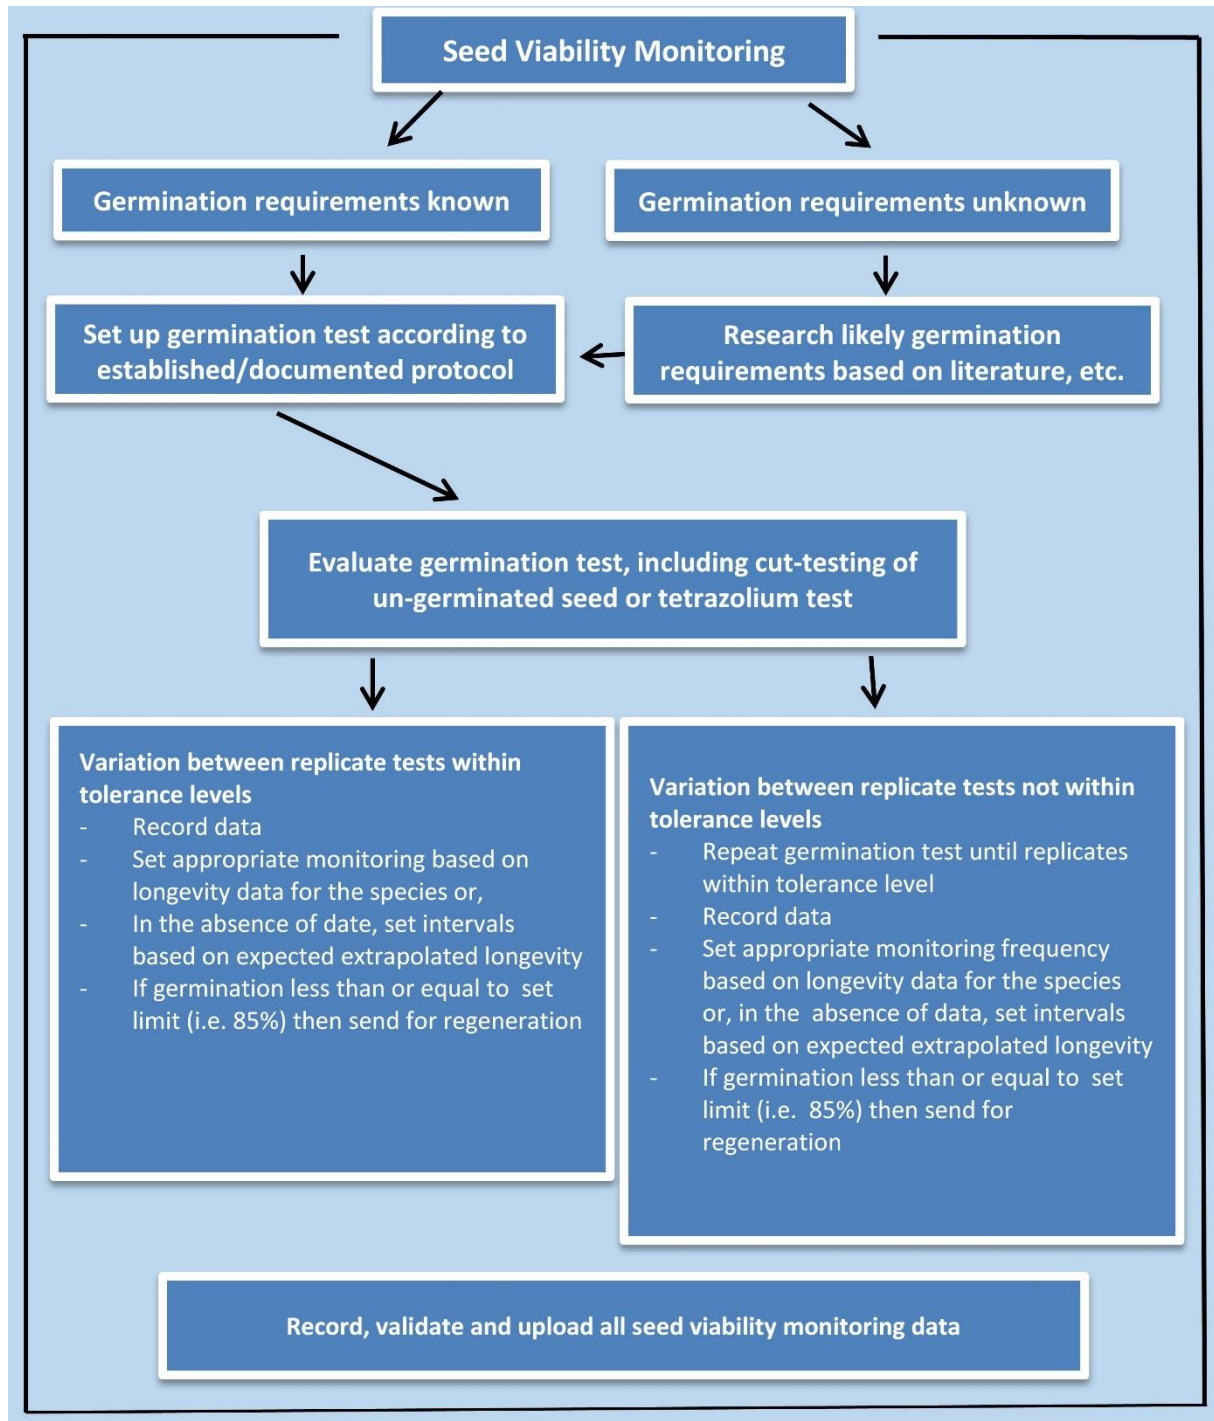 Seed Viability Monitoring
Germination requirements known
Germination requirements unknown
Set up germination test according to
established/documented protocol
Research likely germination
requirements based on literature, etc.
Evaluate germination test, including cut-testing of
un-germinated seed or tetrazolium test
Variation between replicate tests within
tolerance levels
- Record data
- Set appropriate monitoring based on
longevity data for the species or,
- In the absence of date, set intervals
based on expected extrapolated longevity
- If germination less than or equal to set
limit (i.e. 85%) then send for regeneration
Variation between replicate tests not within
tolerance levels
- Repeat germination test until replicates
within tolerance level
- Record data
- Set appropriate monitoring frequency
based on longevity data for the species
or, in the absence of data, set intervals
based on expected extrapolated longevity
- If germination less than or equal to set
limit (i.e. 85%) then send for
regeneration
Record, validate and upload all seed viability monitoring data